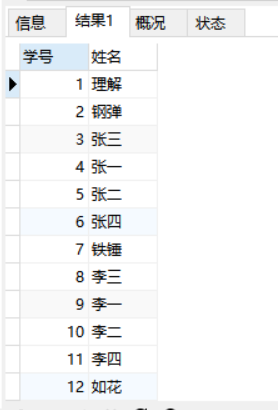 信息 结果1 概况 状态
学号 姓名
1 理解
2 钢弹
3 张三
4 张一
5 张二
6 张四
7 铁锤
8 李三
9 李一
10 李二
11 李四
12 如花